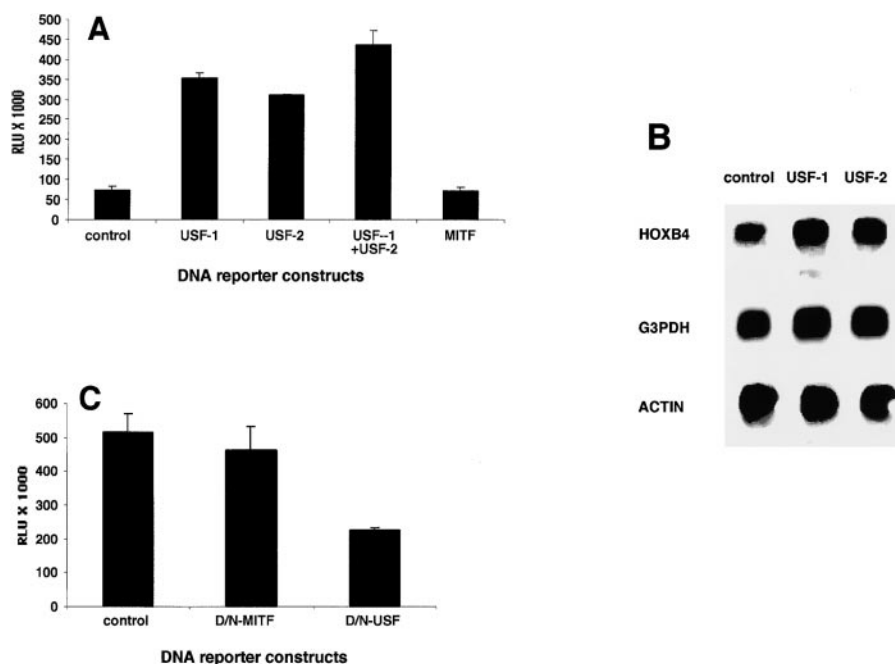 A
RLU X 1000
500
450
400
350
300
250
200
150
100
50
0
control USF-1 USF-2 USF--1 MITF
+USF-2
DNA reporter constructs
B
control USF-1 USF-2
HOXB4
G3PDH
ACTIN
C
RLU X 1000
600
500
400
300
200
100
0
control D/N-MITF D/N-USF
DNA reporter constructs